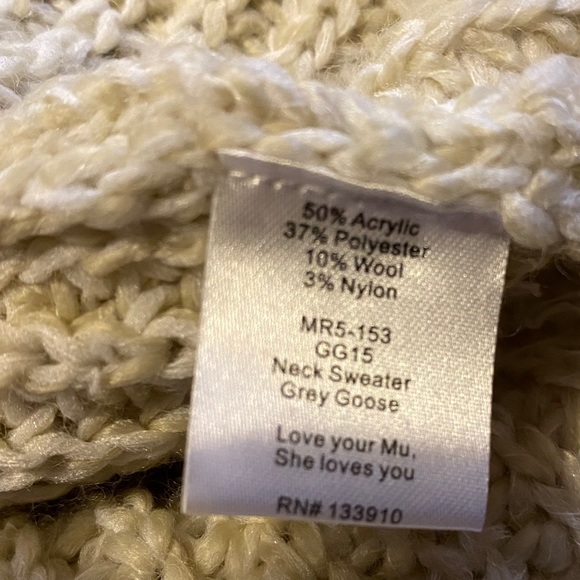 50% Acrylic
37% Polyester
10% Wool
3% Nylon
MR5-153
GG15
Neck Sweater
Grey Goose
Love your Mu,
She loves you
RN# 133910